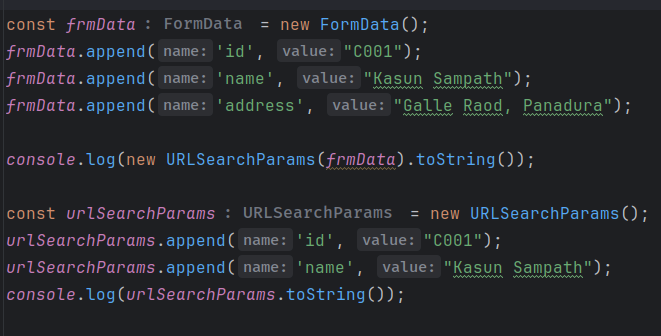 const frmData : FormData = new FormData();
frmData.append( name: 'id', value: "C001");
frmData.append( name: 'name', value: "Kasun Sampath");
frmData.append( name: 'address', value: "Galle Raod, Panadura");
console.log(new URLSearchParams(frmData).toString());
const urlSearchParams : URLSearchParams = new URLSearchParams();
urlSearchParams.append( name: 'id', value: "C001");
urlSearchParams.append( name: 'name', value: "Kasun Sampath");
console.log(urlSearchParams.toString());